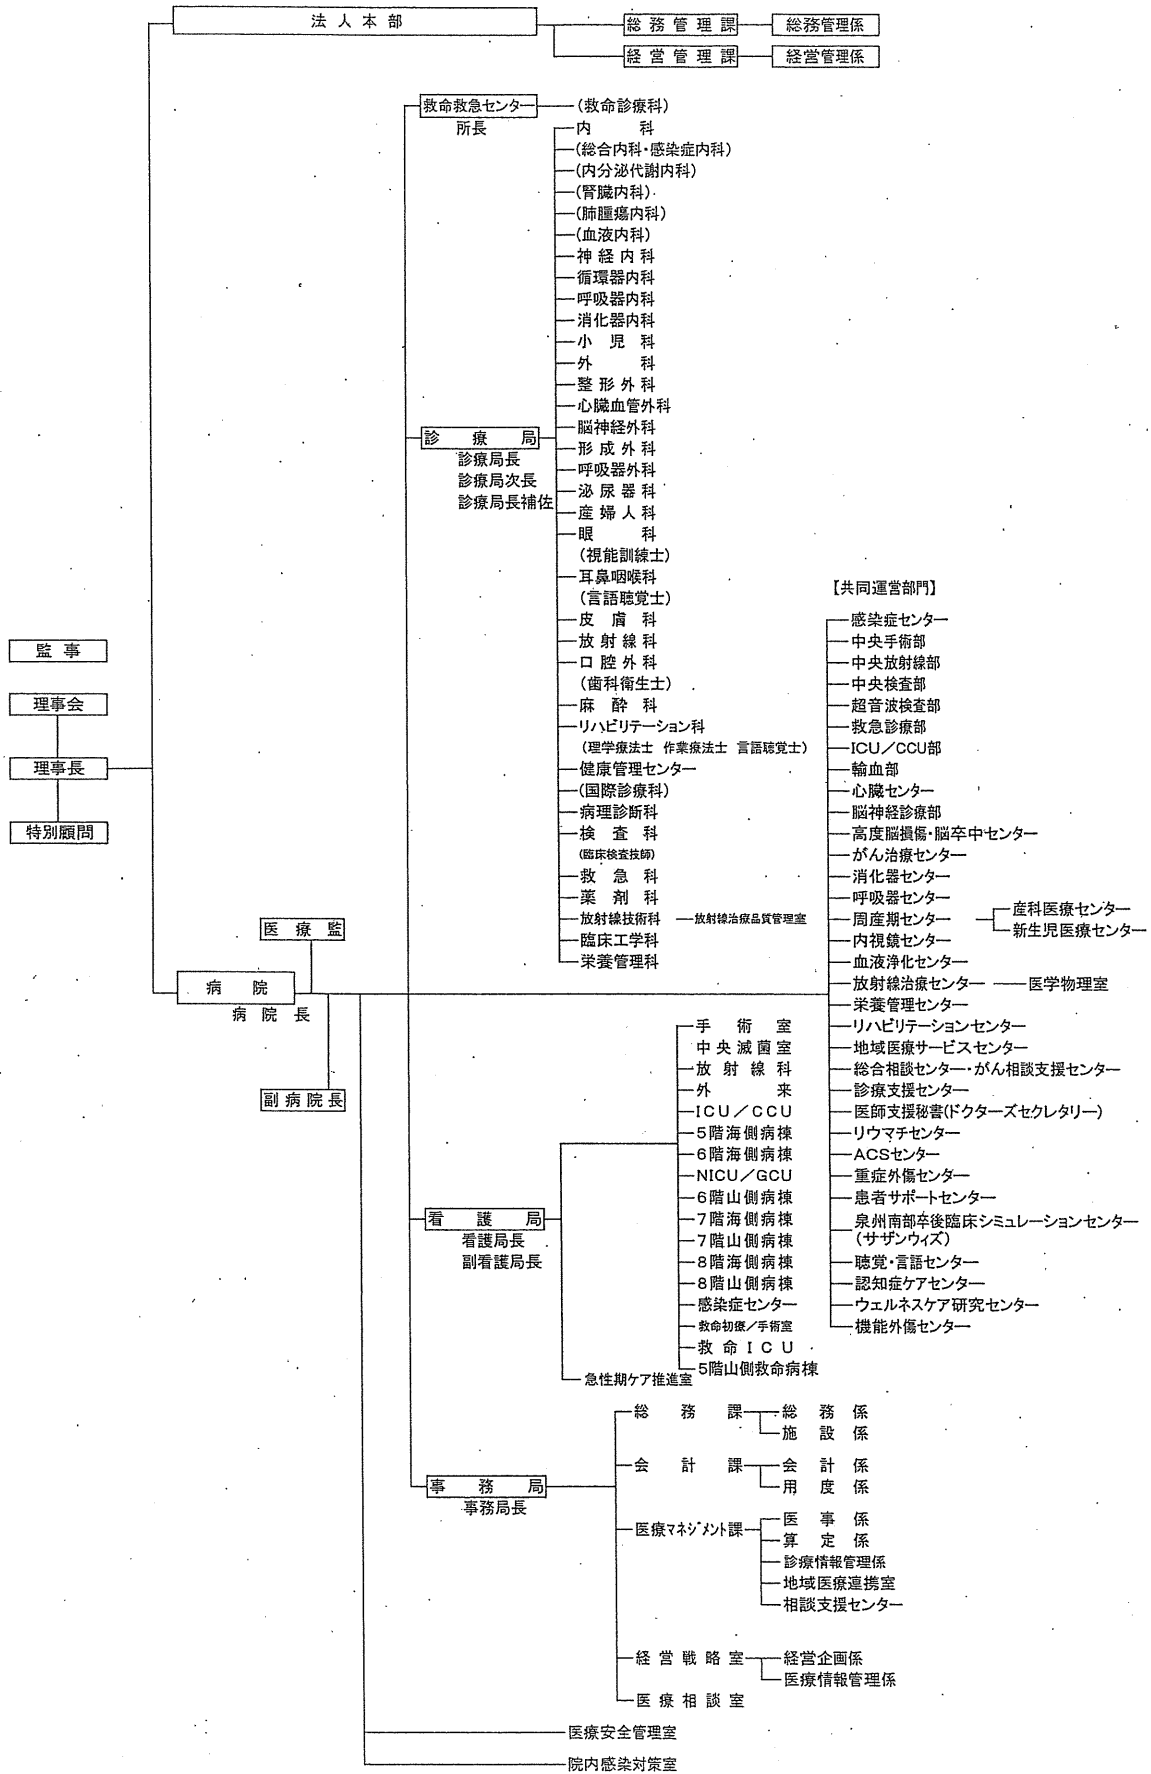 法人本部
総務管理課 総務管理係
経営管理課 経営管理係
救命救急センター (救命診療科)
所長
内科
(総合内科・感染症内科)
(内分泌代謝内科)
(腎臓内科)
(肺腫瘍内科)
(血液内科)
神経内科
循環器内科
呼吸器内科
消化器内科
小児科
外科
整形外科
心臓血管外科
脳神経外科
診療局
診療局長
診療局次長
診療局長補佐
形成外科
呼吸器外科
泌尿器科
産婦人科
眼科
(視能訓練士)
耳鼻咽喉科
(言語聴覚士)
皮膚科
放射線科
口腔外科
(歯科衛生士)
麻酔科
リハビリテーション科
(理学療法士 作業療法士 言語聴覚士)
健康管理センター
(国際診療科)
病理診断科
検査科
(臨床検査技師)
救急科
薬剤科
放射線技術科 放射線治療品質管理室
臨床工学科
栄養管理科
監事
理事会
理事長
特別顧問
医療監
病院
病院長
副病院長
【共同運営部門】
感染症センター
中央手術部
中央放射線部
中央検査部
超音波検査部
救急診療部
ICU/CCU部
輸血部
心臓センター
脳神経診療部
高度脳損傷・脳卒中センター
がん治療センター
消化器センター
呼吸器センター
周産期センター
産科医療センター
新生児医療センター
内視鏡センター
血液浄化センター
放射線治療センター 医学物理室
栄養管理センター
リハビリテーションセンター
地域医療サービスセンター
総合相談センター・がん相談支援センター
診療支援センター
医師支援秘書(ドクターズセクレタリー)
リウマチセンター
ACSセンター
重症外傷センター
患者サポートセンター
泉州南部卒後臨床シミュレーションセンター
(サザンウィズ)
聴覚・言語センター
認知症ケアセンター
ウェルネスケア研究センター
機能外傷センター
看護局
看護局長
副看護局長
手術室
中央滅菌室
放射線科
外来
ICU/CCU
5階海側病棟
6階海側病棟
NICU/GCU
6階山側病棟
7階海側病棟
7階山側病棟
8階海側病棟
8階山側病棟
感染症センター
救命初療/手術室
救命ICU
5階山側救命病棟
急性期ケア推進室
事務局
事務局長
総務課 総務係
施設係
会計課 会計係
用度係
医療マネジメント課
医事係
算定係
診療情報管理係
地域医療連携室
相談支援センター
経営戦略室 経営企画係
医療情報管理係
医療相談室
医療安全管理室
院内感染対策室